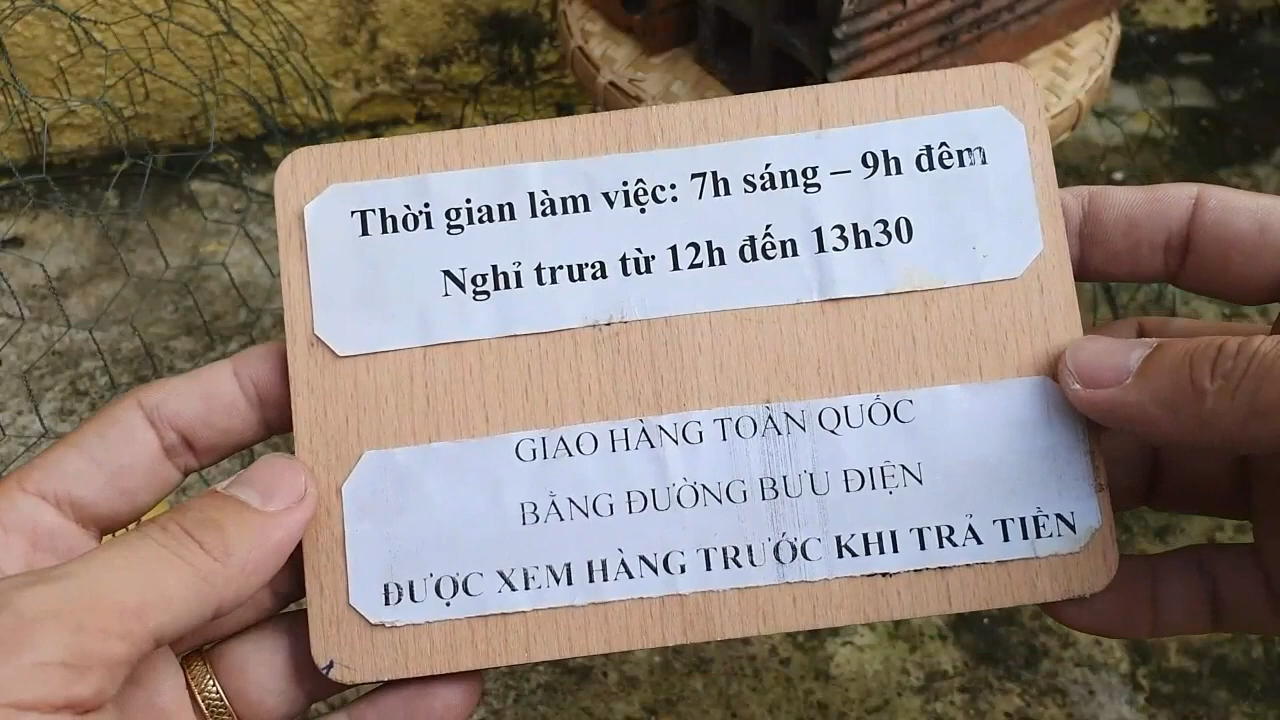 Thời gian làm việc: 7h sáng – 9h đêm
Nghỉ trưa từ 12h đến 13h30
GIAO HÀNG TOÀN QUỐC
BẰNG ĐƯỜNG BƯU ĐIỆN
ĐƯỢC XEM HÀNG TRƯỚC KHI TRẢ TIỀN